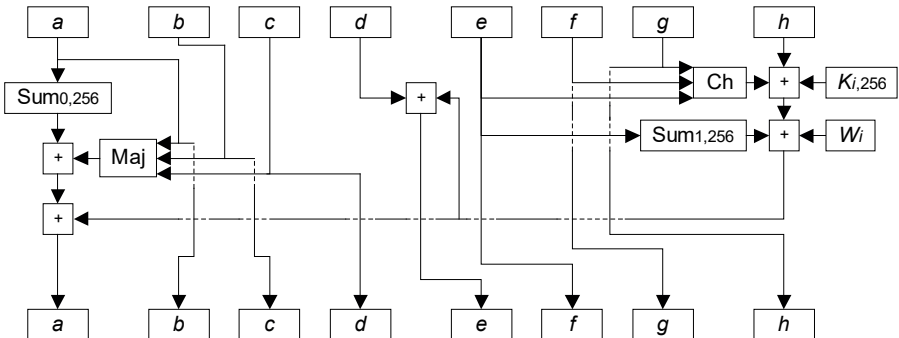 a b c d e f g h
Sum0,256 + Ch + Ki,256
+ Maj Sum1,256 + Wi
+
a b c d e f g h